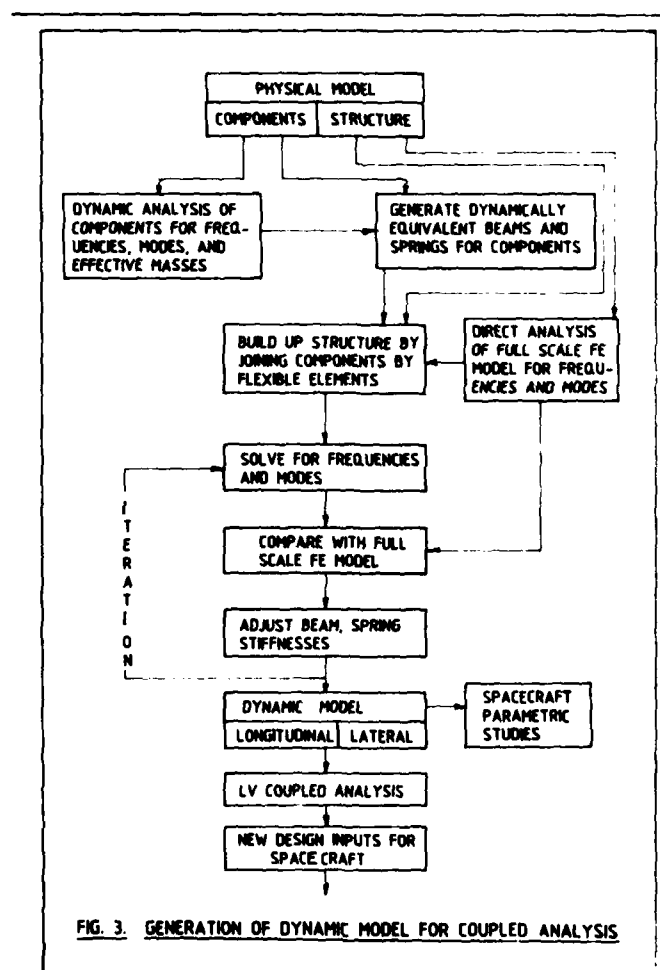 PHYSICAL MODEL
COMPONENTS STRUCTURE
DYNAMIC ANALYSIS OF
COMPONENTS FOR FREQ-
UENCIES, MODES, AND
EFFECTIVE MASSES
GENERATE DYNAMICALLY
EQUIVALENT BEAMS AND
SPRINGS FOR COMPONENTS
BUILD UP STRUCTURE BY
JOINING COMPONENTS BY
FLEXIBLE ELEMENTS
DIRECT ANALYSIS
OF FULL SCALE FE
MODEL FOR FREQU-
ENCIES AND MODES
SOLVE FOR FREQUENCIES
AND MODES
ITERATION
COMPARE WITH FULL
SCALE FE MODEL
ADJUST BEAM, SPRING
STIFFNESSES
DYNAMIC MODEL
LONGITUDINAL LATERAL
SPACECRAFT
PARAMETRIC
STUDIES
LV COUPLED ANALYSIS
NEW DESIGN INPUTS FOR
SPACECRAFT
FIG. 3. GENERATION OF DYNAMIC MODEL FOR COUPLED ANALYSIS